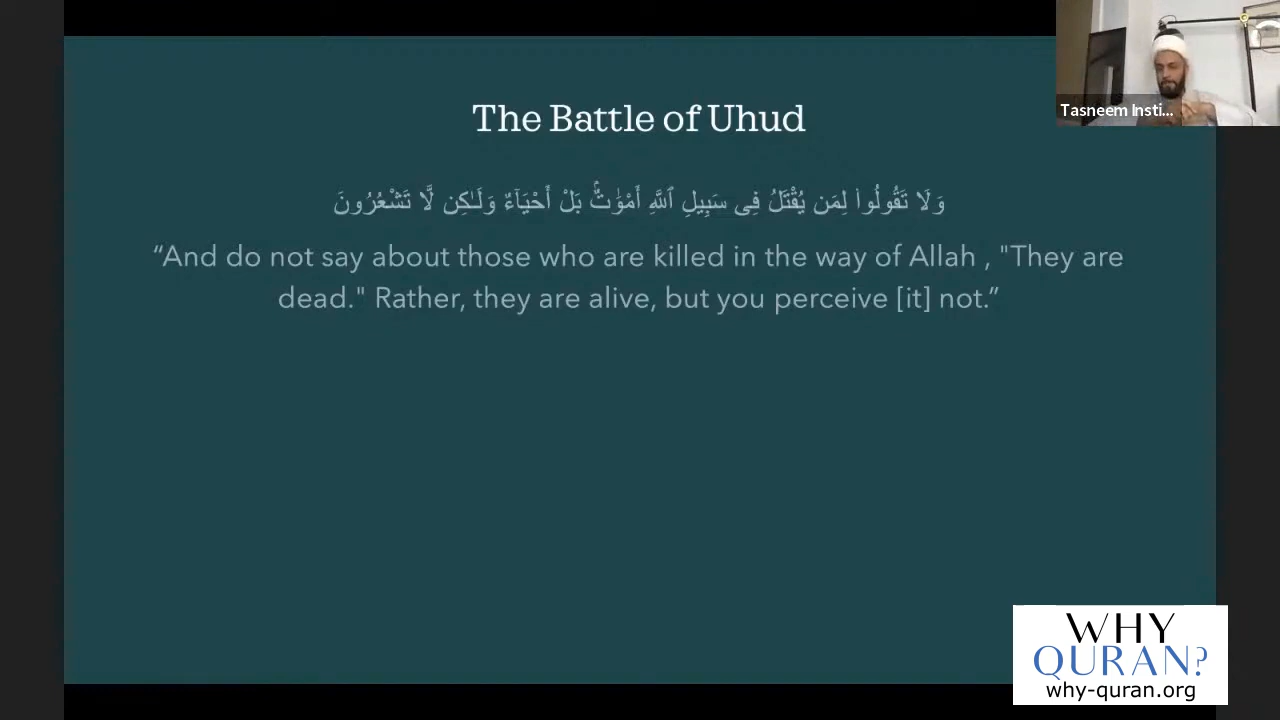 The Battle of Uhud
وَلَا تَقُولُوا۟ لِمَن يُقْتَلُ فِى سَبِيلِ ٱللَّهِ أَمْوَٰتٌۢ ۚ بَلْ أَحْيَآءٌ وَلَـٰكِن لَّا تَشْعُرُونَ
“And do not say about those who are killed in the way of Allah , "They are
dead." Rather, they are alive, but you perceive [it] not.”
Tasneem Insti...
WHY
QURAN?
why-quran.org